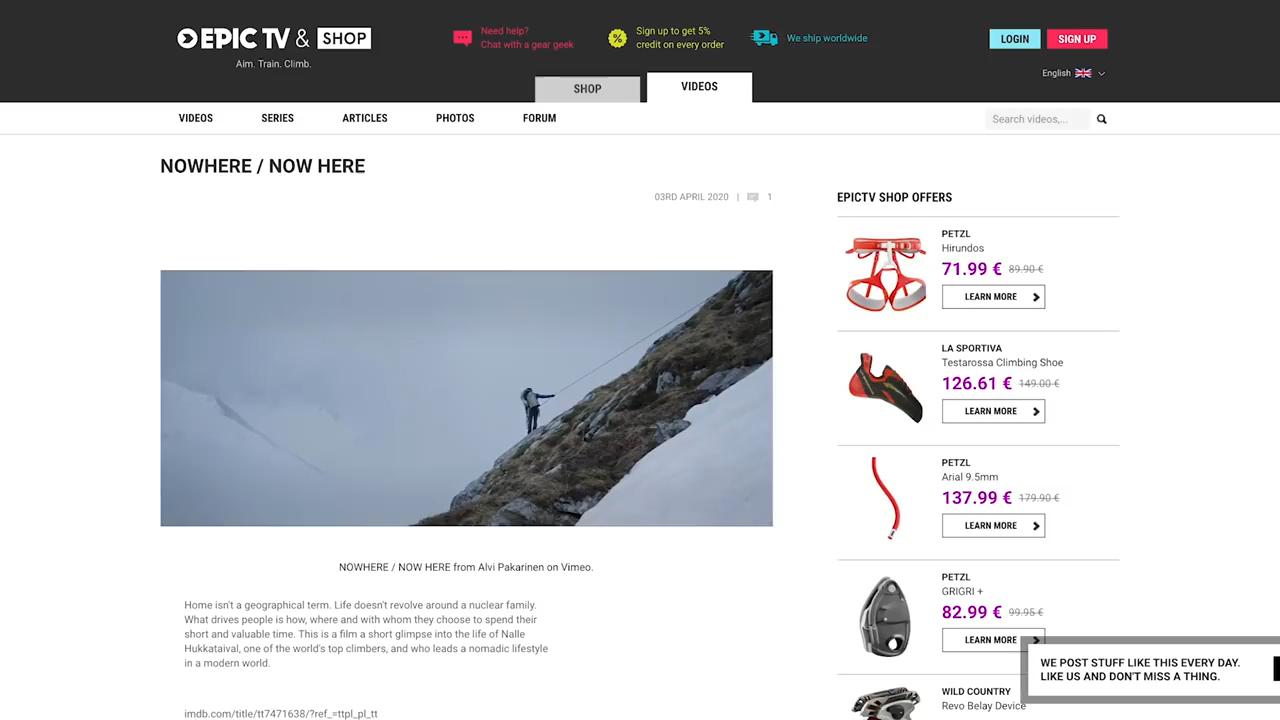 EPIC TV & SHOP
Aim. Train. Climb.
Need help?
Chat with a gear geek
%
Sign up to get 5%
credit on every order
We ship worldwide
LOGIN
SIGN UP
English
SHOP
VIDEOS
VIDEOS
SERIES
ARTICLES
PHOTOS
FORUM
Search videos,...
NOWHERE / NOW HERE
03RD APRIL 2020 | 1
NOWHERE / NOW HERE from Alvi Pakarinen on Vimeo.
Home isn't a geographical term. Life doesn't revolve around a nuclear family.
What drives people is how, where and with whom they choose to spend their
short and valuable time. This is a film a short glimpse into the life of Nalle
Hukkataival, one of the world's top climbers, and who leads a nomadic lifestyle
in a modern world.
imdb.com/title/tt7471638/?ref_=ttpl_pl_tt
EPICTV SHOP OFFERS
PETZL
Hirundos
71.99 € 89.90 €
LEARN MORE
LA SPORTIVA
Testarossa Climbing Shoe
126.61 € 149.00 €
LEARN MORE
PETZL
Arial 9.5mm
137.99 € 179.90 €
LEARN MORE
PETZL
GRIGRI +
82.99 € 99.95 €
LEARN MORE
WILD COUNTRY
Revo Belay Device
WE POST STUFF LIKE THIS EVERY DAY.
LIKE US AND DON'T MISS A THING.